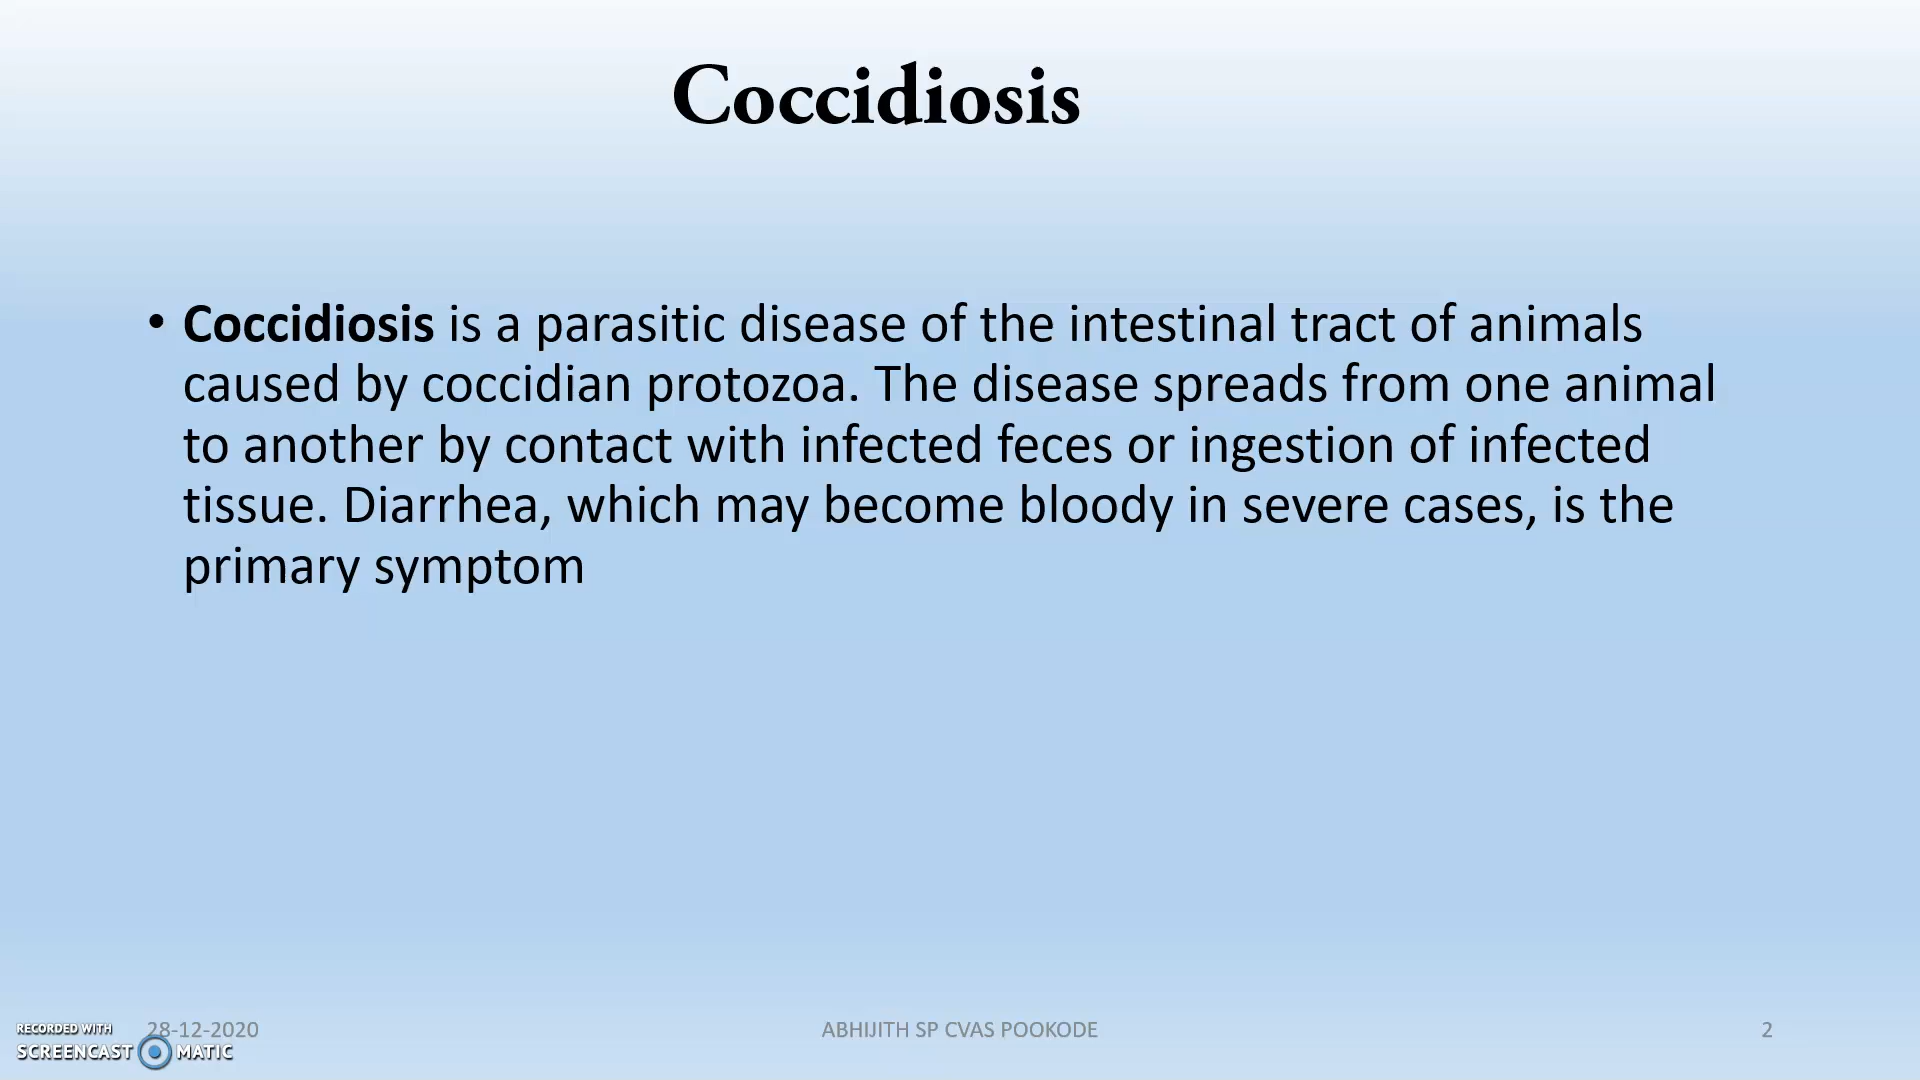 Coccidiosis
• Coccidiosis is a parasitic disease of the intestinal tract of animals
caused by coccidian protozoa. The disease spreads from one animal
to another by contact with infected feces or ingestion of infected
tissue. Diarrhea, which may become bloody in severe cases, is the
primary symptom
28-12-2020
ABHIJITH SP CVAS POOKODE
2
RECORDED WITH
SCREENCAST MATIC